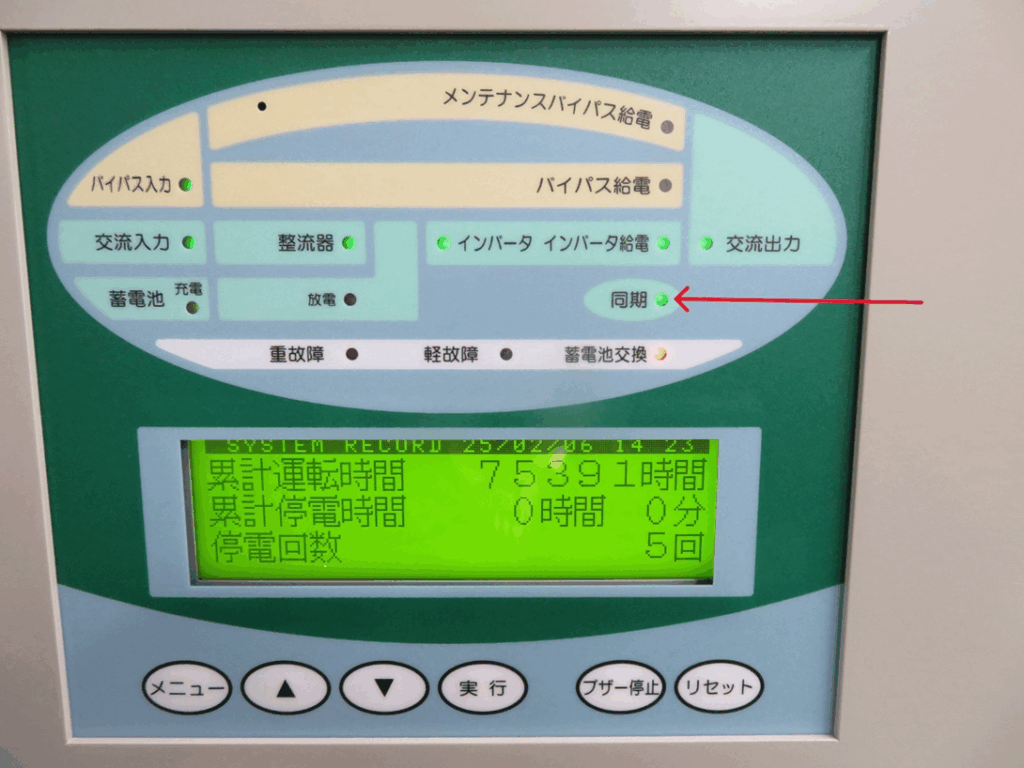 メンテナンスバイパス給電
バイパス入力
バイパス給電
交流入力
整流器
インバータ
インバータ給電
交流出力
蓄電池
充電
放電
同期
重故障
軽故障
蓄電池交換
SYSTEM RECORD 25/02/06 14 23
累計運転時間 75391時間
累計停電時間 0時間 0分
停電回数 5回
メニュー
▲
▼
実行
ブザー停止
リセット